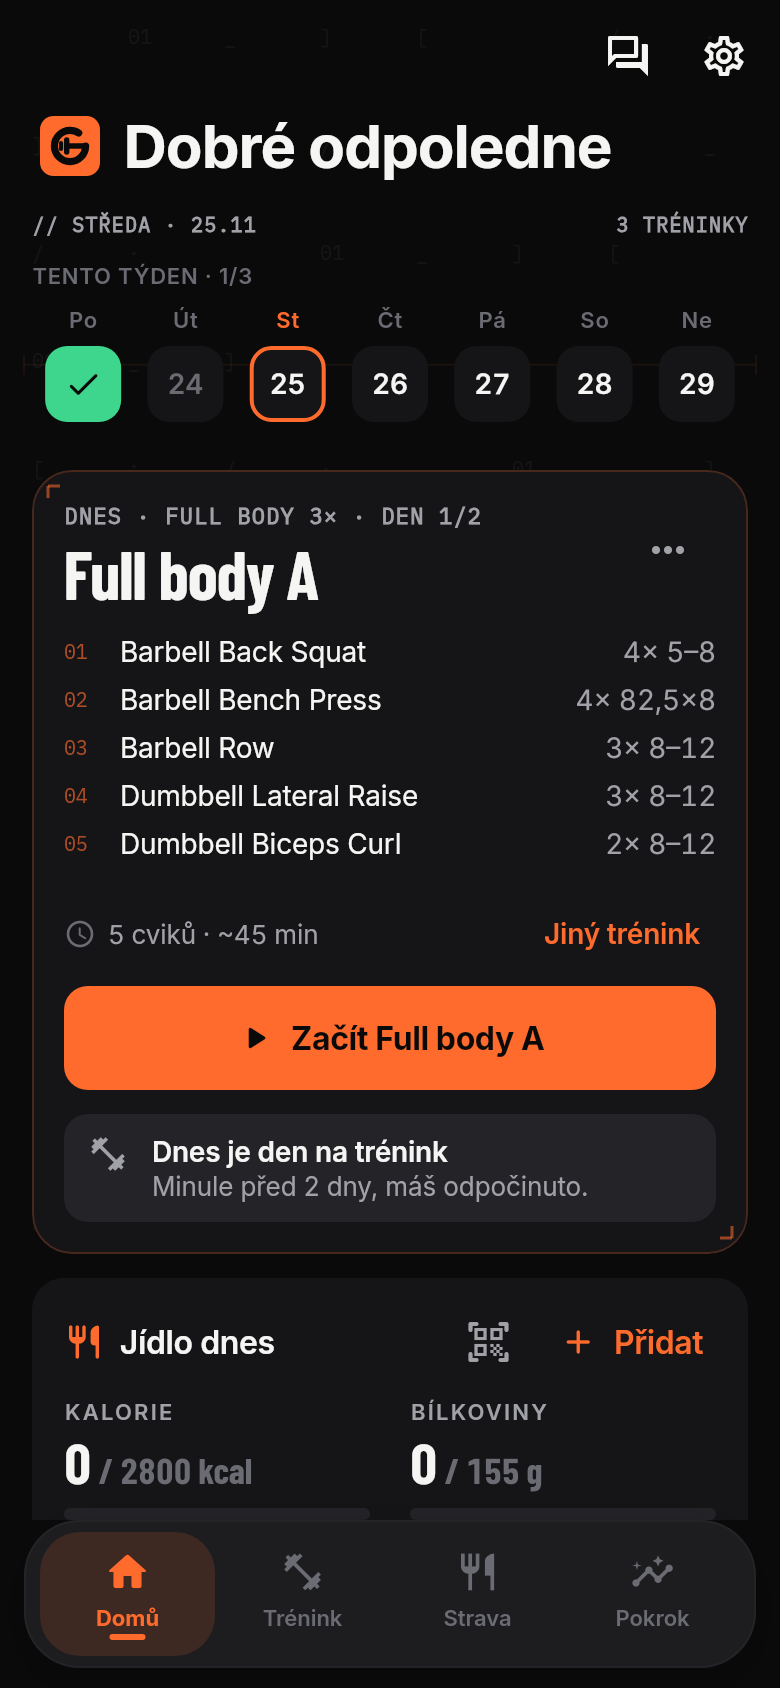 Dobré odpoledne
// STŘEDA · 25.11
3 TRÉNINKY
TENTO TÝDEN · 1/3
Po Út St Čt Pá So Ne
24 25 26 27 28 29
DNES · FULL BODY 3× · DEN 1/2
Full body A
01 Barbell Back Squat 4× 5–8
02 Barbell Bench Press 4× 82,5×8
03 Barbell Row 3× 8–12
04 Dumbbell Lateral Raise 3× 8–12
05 Dumbbell Biceps Curl 2× 8–12
5 cviků · ~45 min
Jiný trénink
Začít Full body A
Dnes je den na trénink
Minule před 2 dny, máš odpočinuto.
Jídlo dnes
Přidat
KALORIE BÍLKOVINY
0 / 2800 kcal 0 / 155 g
Domů Trénink Strava Pokrok